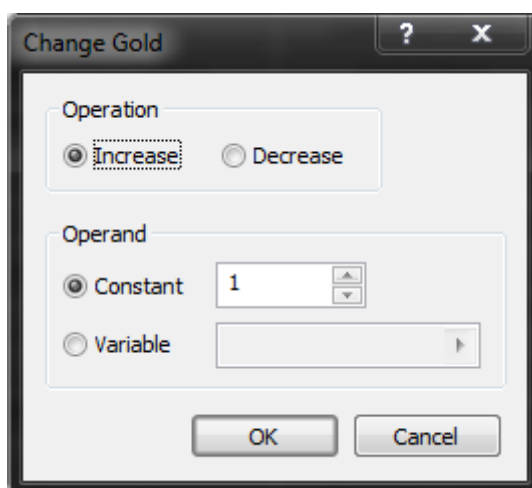 Change Gold ? x
Operation
Increase Decrease
Operand
Constant 1
Variable
OK Cancel